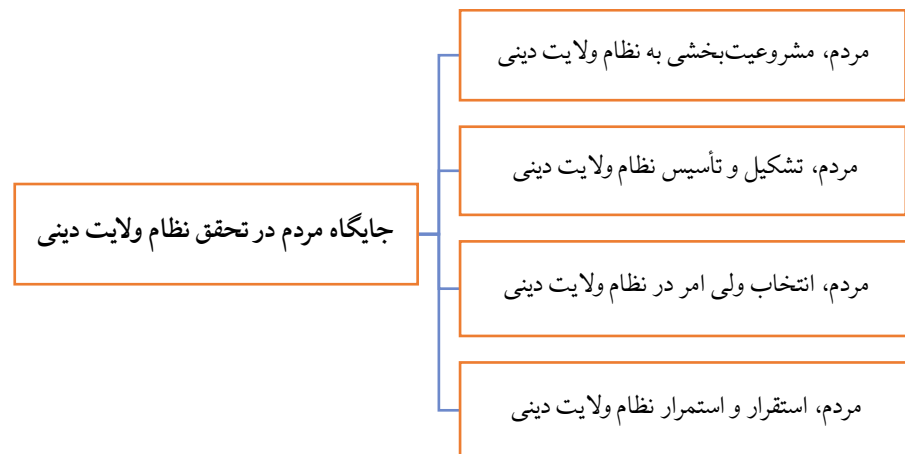 مردم، مشروعیت‌بخشی به نظام ولایت دینی
مردم، تشکیل و تأسیس نظام ولایت دینی
جایگاه مردم در تحقق نظام ولایت دینی
مردم، انتخاب ولی امر در نظام ولایت دینی
مردم، استقرار و استمرار نظام ولایت دینی